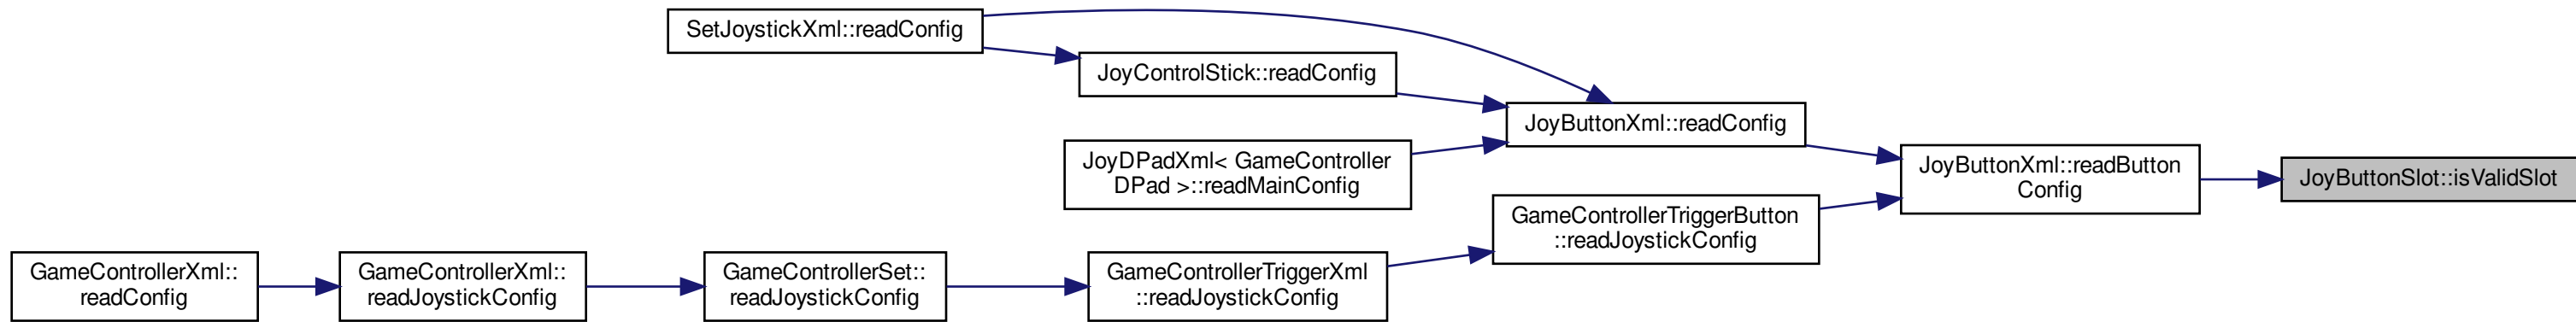 SetJoystickXml::readConfig
JoyControlStick::readConfig
JoyButtonXml::readConfig
JoyDPadXml< GameController
DPad >::readMainConfig
JoyButtonXml::readButton
Config
JoyButtonSlot::isValidSlot
GameControllerTriggerButton
::readJoystickConfig
GameControllerXml::
readConfig
GameControllerXml::
readJoystickConfig
GameControllerSet::
readJoystickConfig
GameControllerTriggerXml
::readJoystickConfig